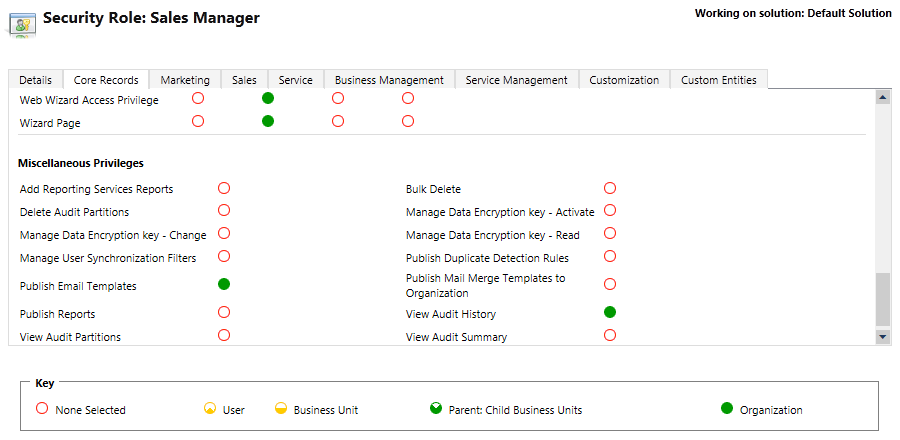 Security Role: Sales Manager
Working on solution: Default Solution
Details Core Records Marketing Sales Service Business Management Service Management Customization Custom Entities
Web Wizard Access Privilege
Wizard Page
Miscellaneous Privileges
Add Reporting Services Reports Bulk Delete
Delete Audit Partitions Manage Data Encryption key - Activate
Manage Data Encryption key - Change Manage Data Encryption key - Read
Manage User Synchronization Filters Publish Duplicate Detection Rules
Publish Email Templates Publish Mail Merge Templates to
Organization
Publish Reports View Audit History
View Audit Partitions View Audit Summary
Key
None Selected User Business Unit Parent: Child Business Units Organization